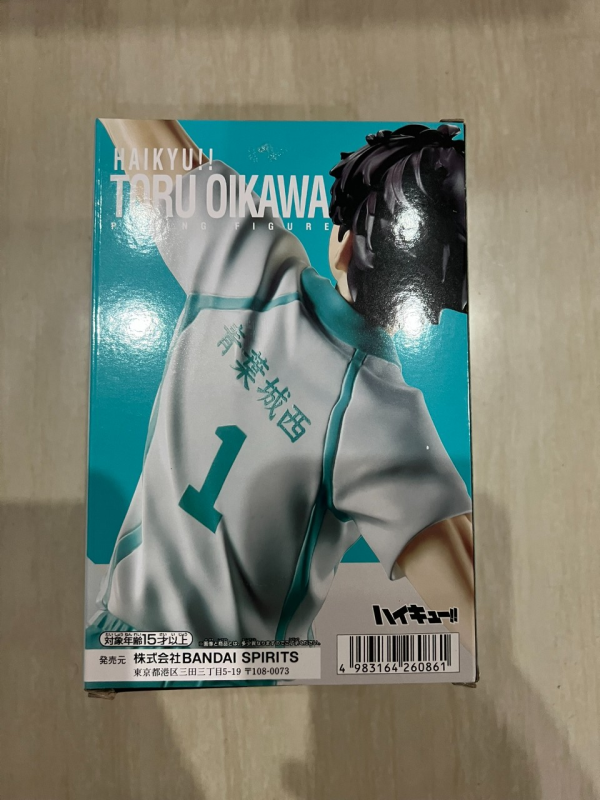 HAIKYU!!
TORU OIKAWA
FIGURE
青葉城西
1
ハイキュー!!
対象年齢15才以上
発売元 株式会社BANDAI SPIRITS
東京都港区三田三丁目5-19 〒108-0073
4 983164 260861